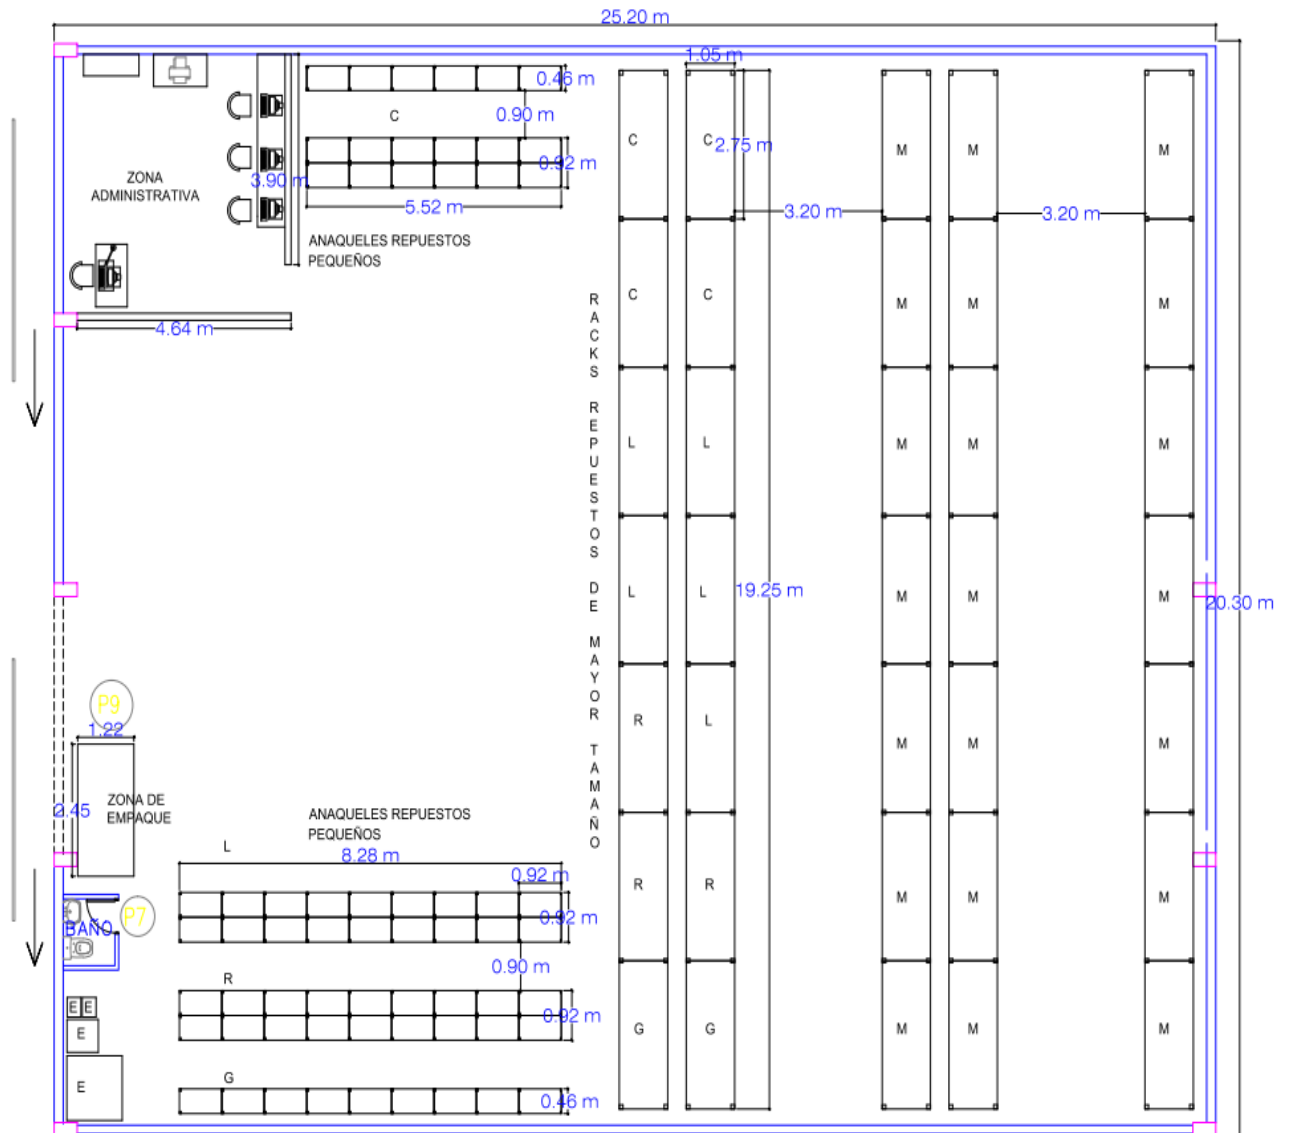 25.20 m
1.05 m
0.46 m
C
0.90 m
C
C
2.75 m
M
M
M
0.92 m
ZONA
ADMINISTRATIVA
3.90 m
5.52 m
3.20 m
3.20 m
ANAQUELES REPUESTOS
PEQUEÑOS
C
C
M
M
M
4.64 m
RACKS REPUESTOS DE MAYOR TAMAÑO
L
L
M
M
M
L
L
19.25 m
M
M
M
20.30 m
P9
1.22
R
L
M
M
M
ZONA DE
EMPAQUE
2.45
ANAQUELES REPUESTOS
PEQUEÑOS
L
8.28 m
0.92 m
R
R
M
M
M
0.92 m
P7
BAÑO
0.90 m
R
E
E
0.92 m
E
G
G
M
M
M
G
E
0.46 m